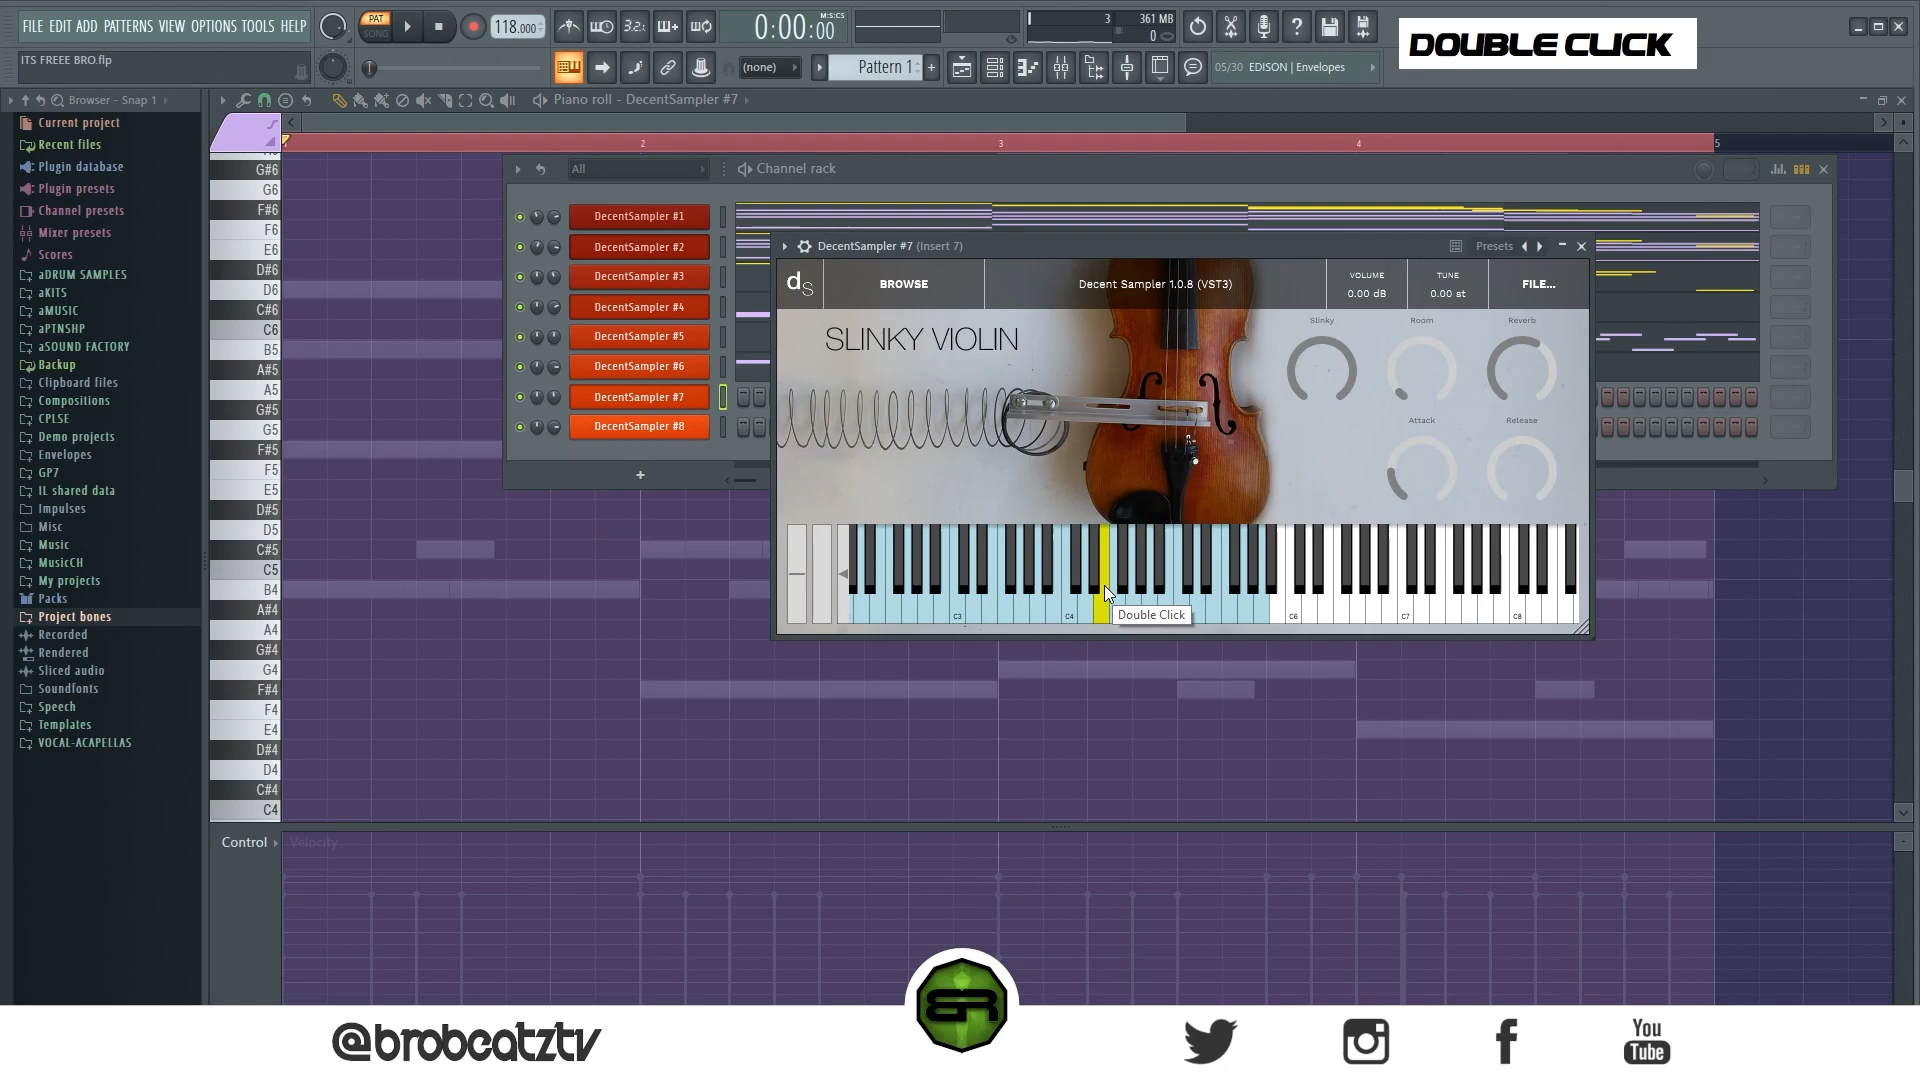 FILE EDIT ADD PATTERNS VIEW OPTIONS TOOLS HELP
PAT
SONG
118.000
3.2:
0:00:00
M:S:CS
3
361 MB
0
DOUBLE CLICK
ITS FREEE BRO.flp
(none)
Pattern 1
05/30 EDISON | Envelopes
Browser - Snap 1
Piano roll - DecentSampler #7
Current project
Recent files
Plugin database
Plugin presets
Channel presets
Mixer presets
Scores
aDRUM SAMPLES
aKITS
aMUSIC
aPTNSHP
aSOUND FACTORY
Backup
Clipboard files
Compositions
CPLSE
Demo projects
Envelopes
GP7
IL shared data
Impulses
Misc
Music
MusicCH
My projects
Packs
Project bones
Recorded
Rendered
Sliced audio
Soundfonts
Speech
Templates
VOCAL-ACAPELLAS
2
3
4
5
G#6
G6
F#6
F6
E6
D#6
D6
C#6
C6
B5
A#5
A5
G#5
G5
F#5
F5
E5
D#5
D5
C#5
C5
B4
A#4
A4
G#4
G4
F#4
F4
E4
D#4
D4
C#4
C4
All
Channel rack
DecentSampler #1
DecentSampler #2
DecentSampler #3
DecentSampler #4
DecentSampler #5
DecentSampler #6
DecentSampler #7
DecentSampler #8
+
DecentSampler #7 (Insert 7)
Presets
ds
BROWSE
Decent Sampler 1.0.8 (VST3)
VOLUME
0.00 dB
TUNE
0.00 st
FILE...
SLINKY VIOLIN
Slinky
Room
Reverb
Attack
Release
C3
C4
C6
C7
C8
Double Click
Control
Velocity
@brobeatztv
BR
You
Tube